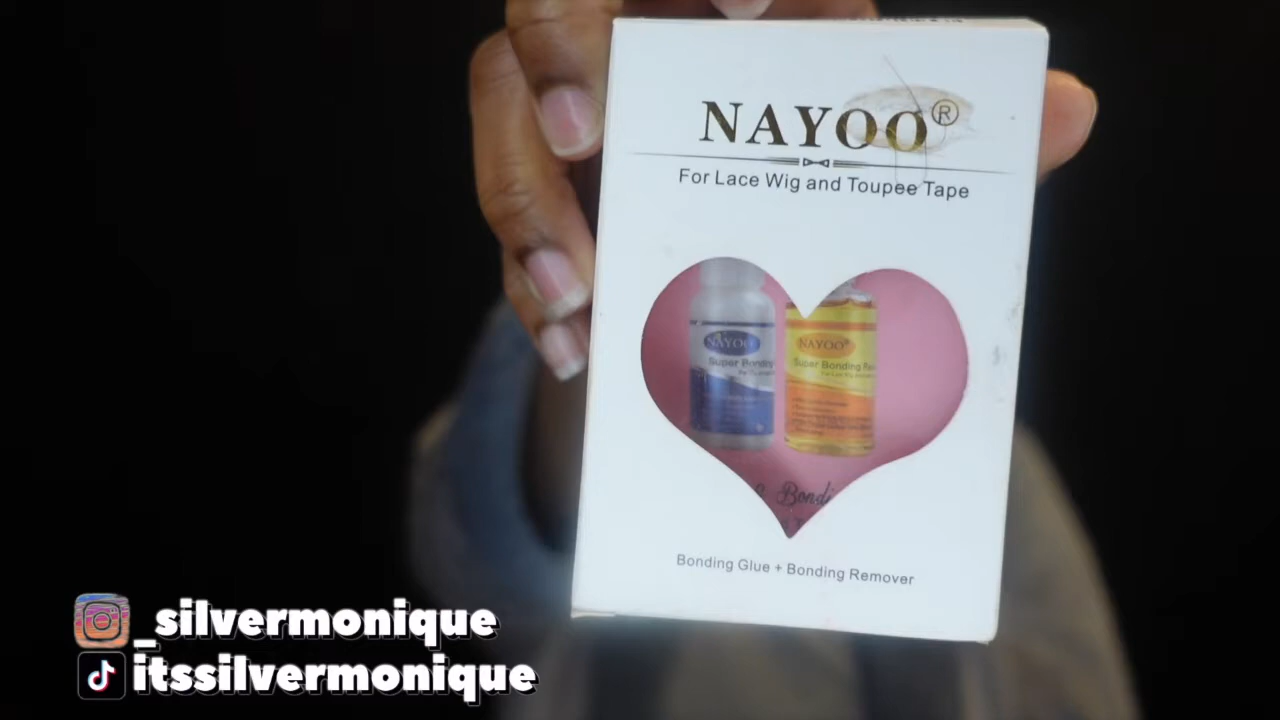 NAYOO®
For Lace Wig and Toupee Tape
NAYOO
Super Bonding
NAYOO®
Super Bonding
Bondi
Bonding Glue + Bonding Remover
_silvermonique
itssilvermonique